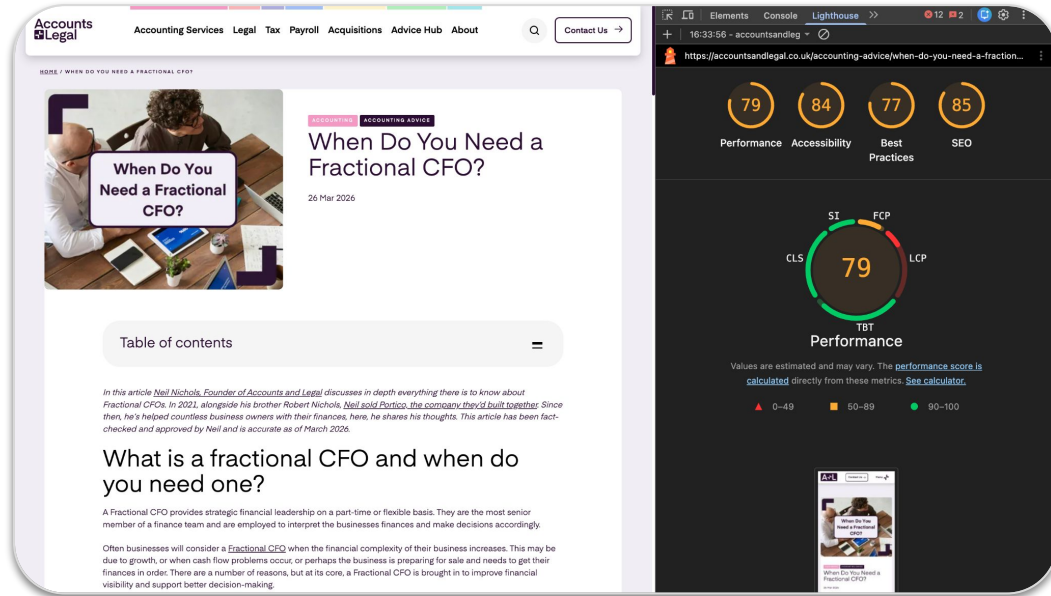 Accounts
+Legal
Accounting Services Legal Tax Payroll Acquisitions Advice Hub About
Contact Us →
HOME / WHEN DO YOU NEED A FRACTIONAL CFO?
When Do You
Need a Fractional
CFO?
ACCOUNTING ACCOUNTING ADVICE
When Do You Need a
Fractional CFO?
26 Mar 2026
Table of contents
In this article Neil Nichols, Founder of Accounts and Legal discusses in depth everything there is to know about
Fractional CFOs. In 2021, alongside his brother Robert Nichols, Neil sold Portico, the company they'd built together. Since
then, he's helped countless business owners with their finances, here, he shares his thoughts. This article has been fact-
checked and approved by Neil and is accurate as of March 2026.
What is a fractional CFO and when do
you need one?
A Fractional CFO provides strategic financial leadership on a part-time or flexible basis. They are the most senior
member of a finance team and are employed to interpret the businesses finances and make decisions accordingly.
Often businesses will consider a Fractional CFO when the financial complexity of their business increases. This may be
due to growth, or when cash flow problems occur, or perhaps the business is preparing for sale and needs to get their
finances in order. There are a number of reasons, but at its core, a Fractional CFO is brought in to improve financial
visibility and support better decision-making.
Elements Console Lighthouse >> 12 2
+ 16:33:56 - accountsandleg
https://accountsandlegal.co.uk/accounting-advice/when-do-you-need-a-fraction...
79 84 77 85
Performance Accessibility Best Practices SEO
SI FCP
CLS LCP
79
TBT
Performance
Values are estimated and may vary. The performance score is
calculated directly from these metrics. See calculator.
0–49 50–89 90–100
A+L Contact Us Menu
When Do You
Need a Fractional
CFO?
When Do You Need a
Fractional CFO?